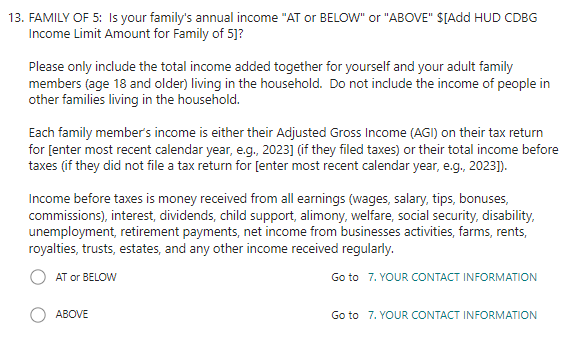 13. FAMILY OF 5:  Is your family's annual income "AT or BELOW" or "ABOVE" $[Add HUD CDBG
Income Limit Amount for Family of 5]?
Please only include the total income added together for yourself and your adult family
members (age 18 and older) living in the household.  Do not include the income of people in
other families living in the household.
Each family member's income is either their Adjusted Gross Income (AGI) on their tax return
for [enter most recent calendar year, e.g., 2023] (if they filed taxes) or their total income before
taxes (if they did not file a tax return for [enter most recent calendar year, e.g., 2023]).
Income before taxes is money received from all earnings (wages, salary, tips, bonuses,
commissions), interest, dividends, child support, alimony, welfare, social security, disability,
unemployment, retirement payments, net income from businesses activities, farms, rents,
royalties, trusts, estates, and any other income received regularly.
AT or BELOW Go to 7. YOUR CONTACT INFORMATION
ABOVE Go to 7. YOUR CONTACT INFORMATION